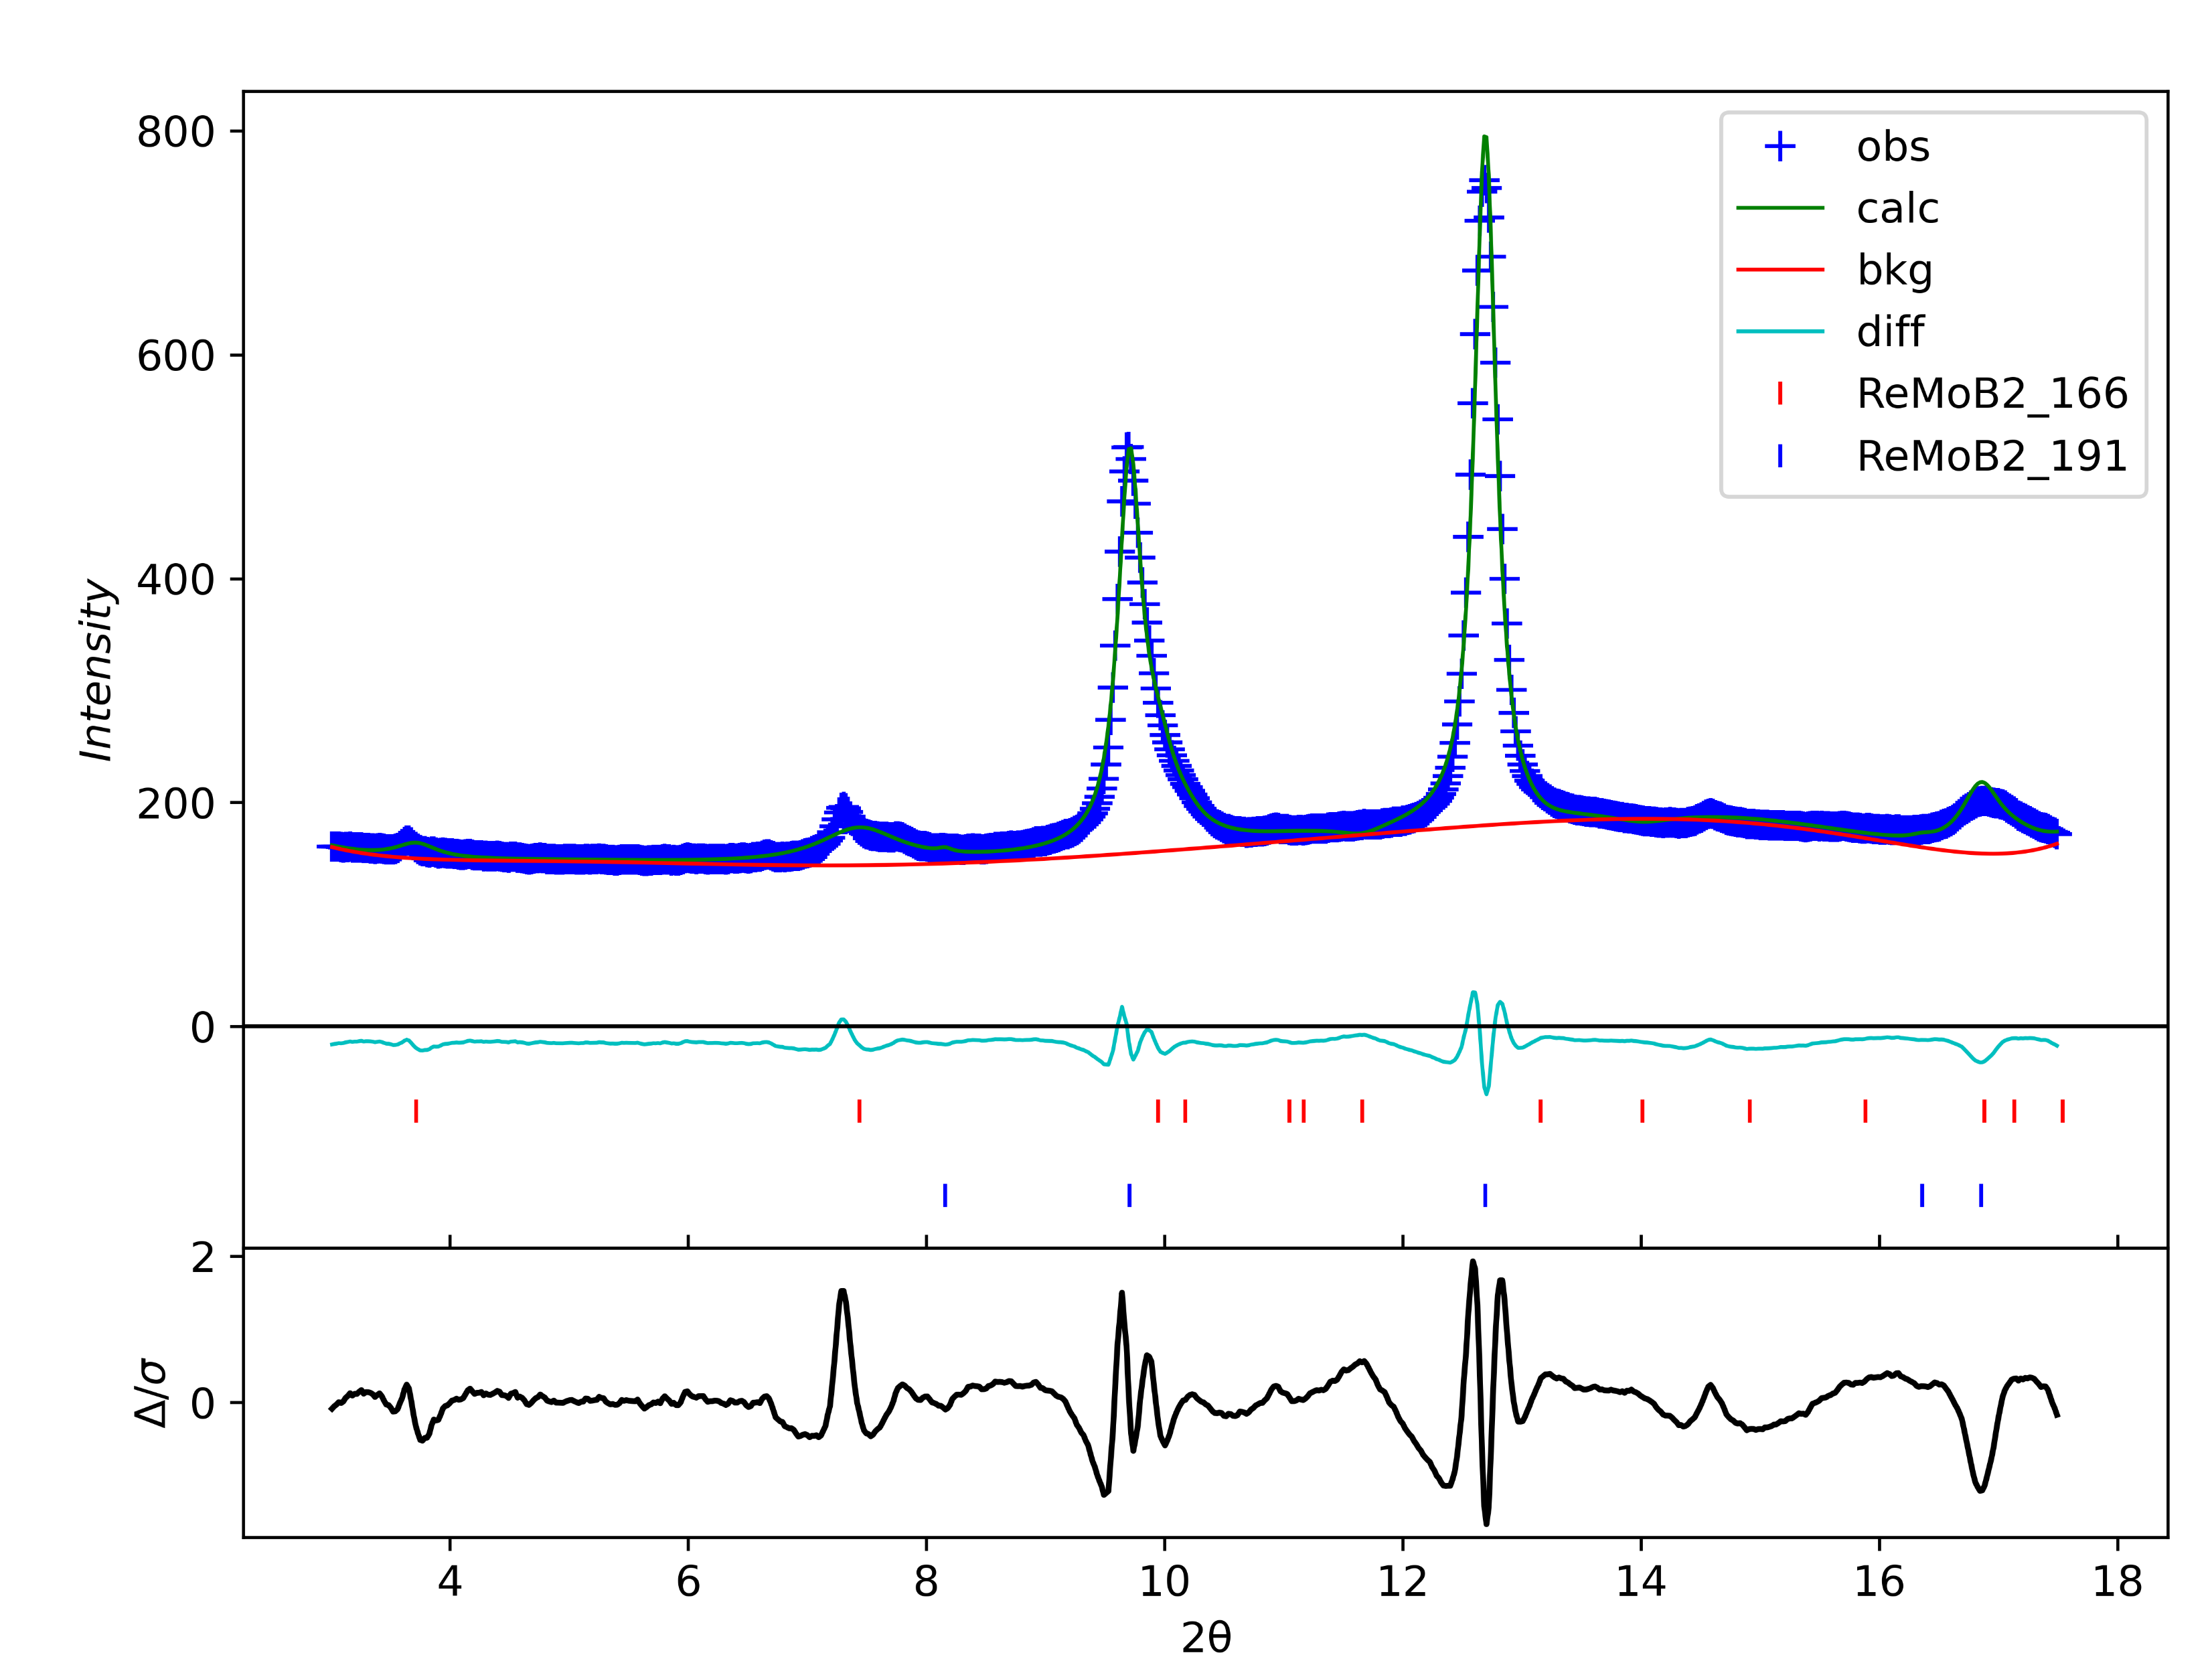 800
600
400
200
0
Intensity
obs
calc
bkg
diff
ReMoB2_166
ReMoB2_191
2
0
Δ/σ
4 6 8 10 12 14 16 18
2θ